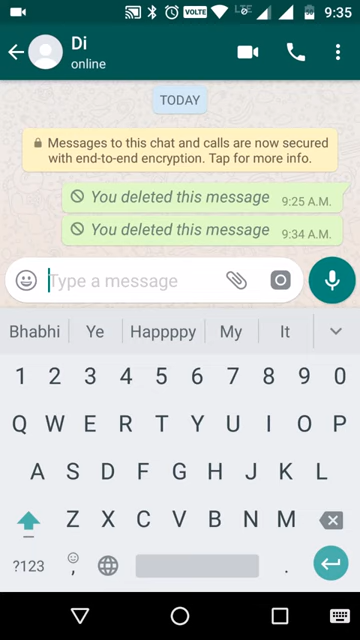 VOLTE LTE 9:35
Di
online
TODAY
Messages to this chat and calls are now secured
with end-to-end encryption. Tap for more info.
You deleted this message 9:25 A.M.
You deleted this message 9:34 A.M.
Type a message
Bhabhi Ye Happpppy My It
1 2 3 4 5 6 7 8 9 0
Q W E R T Y U I O P
A S D F G H J K L
Z X C V B N M
?123 , .